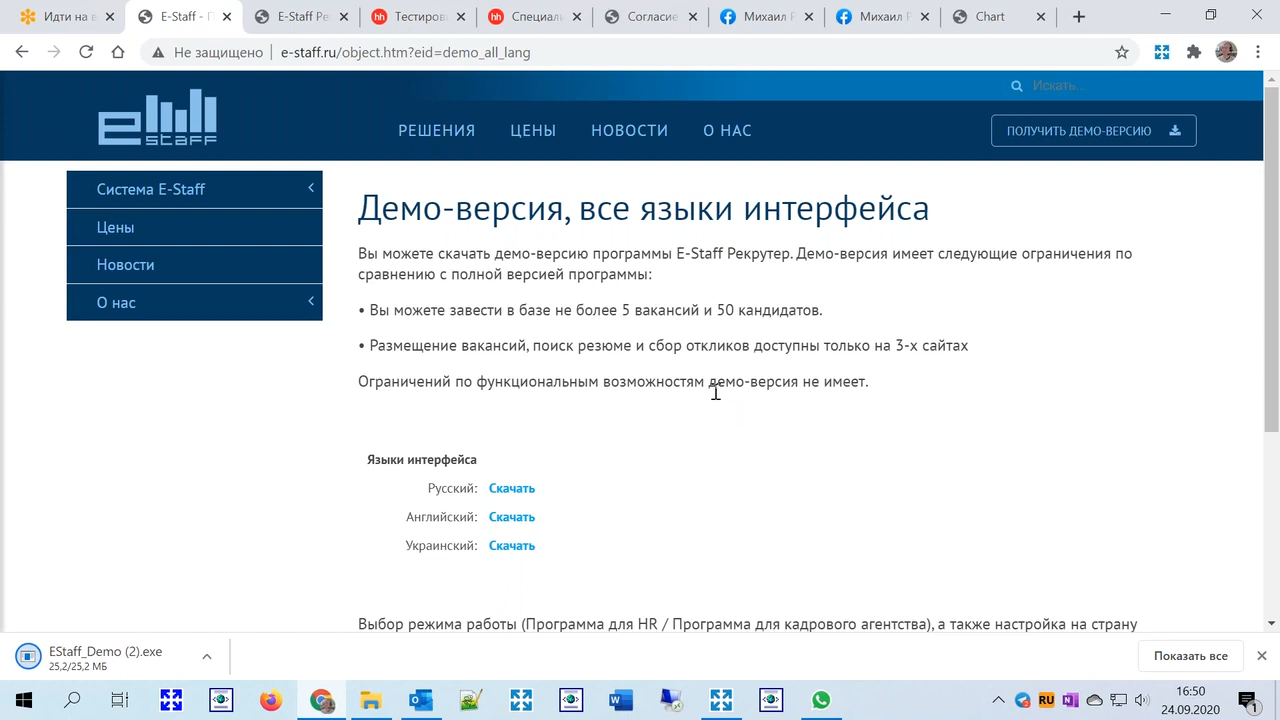 Идти на в
E-Staff - П
E-Staff Ре
Тестиров
Специал
Согласие
Михаил Р
Михаил
Chart
Не защищено
e-staff.ru/object.htm?eid=demo_all_lang
Искать...
e staff
РЕШЕНИЯ
ЦЕНЫ
НОВОСТИ
О НАС
ПОЛУЧИТЬ ДЕМО-ВЕРСИЮ
Система E-Staff
Цены
Новости
О нас
Демо-версия, все языки интерфейса
Вы можете скачать демо-версию программы E-Staff Рекрутер. Демо-версия имеет следующие ограничения по
сравнению с полной версией программы:
• Вы можете завести в базе не более 5 вакансий и 50 кандидатов.
• Размещение вакансий, поиск резюме и сбор откликов доступны только на 3-х сайтах
Ограничений по функциональным возможностям демо-версия не имеет.
Языки интерфейса
Русский: Скачать
Английский: Скачать
Украинский: Скачать
Выбор режима работы (Программа для HR / Программа для кадрового агентства), а также настройка на страну
EStaff_Demo (2).exe
25,2/25,2 МБ
Показать все
RU
16:50
24.09.2020
1